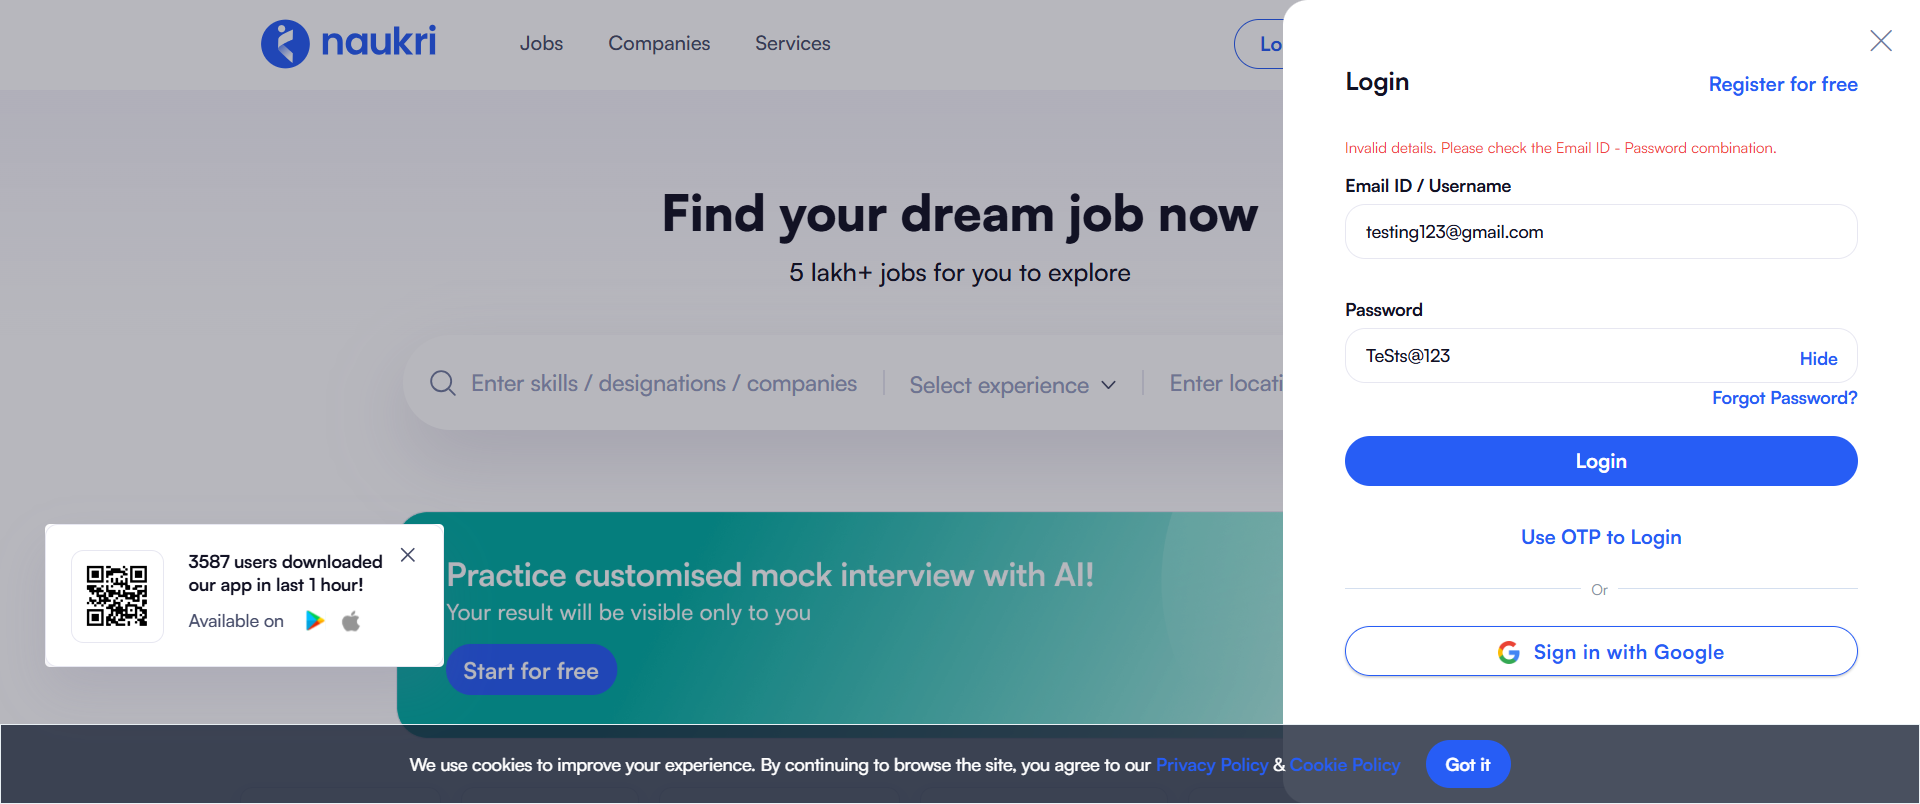 naukri
Jobs
Companies
Services
Lo
Find your dream job now
5 lakh+ jobs for you to explore
Enter skills / designations / companies
Select experience
Enter locati
3587 users downloaded
our app in last 1 hour!
Available on
Practice customised mock interview with AI!
Your result will be visible only to you
Start for free
Login
Register for free
Invalid details. Please check the Email ID - Password combination.
Email ID / Username
testing123@gmail.com
Password
TeSts@123
Hide
Forgot Password?
Login
Use OTP to Login
Or
Sign in with Google
We use cookies to improve your experience. By continuing to browse the site, you agree to our Privacy Policy & Cookie Policy
Got it